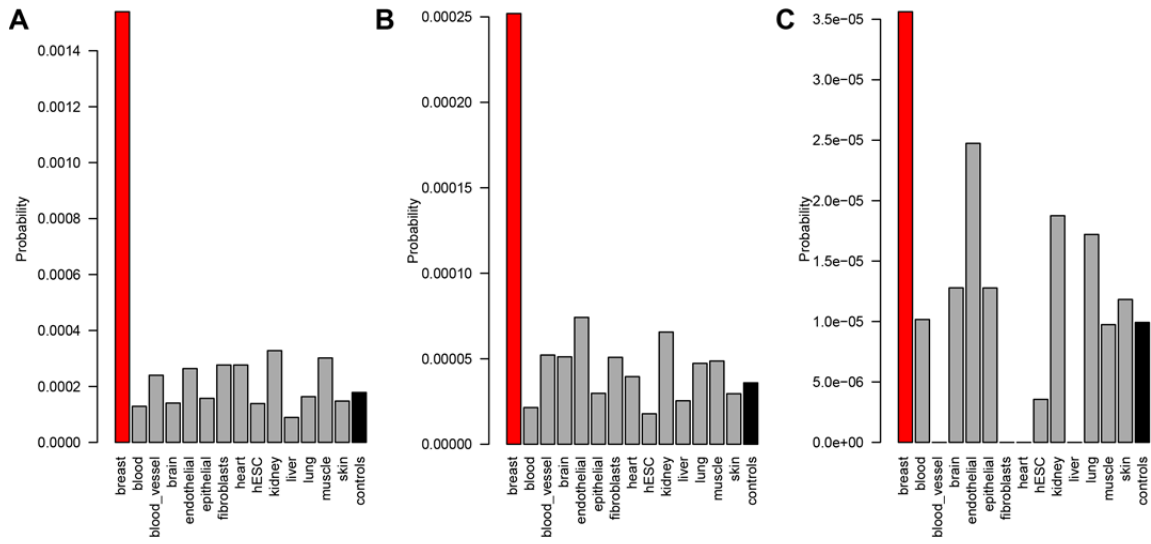 A
Probability
0.0014
0.0012
0.0010
0.0008
0.0006
0.0004
0.0002
0.0000
breast
blood
blood_vessel
brain
endothelial
epithelial
fibroblasts
heart
hESC
kidney
liver
lung
muscle
skin
controls
B
Probability
0.00025
0.00020
0.00015
0.00010
0.00005
0.00000
breast
blood
blood_vessel
brain
endothelial
epithelial
fibroblasts
heart
hESC
kidney
liver
lung
muscle
skin
controls
C
Probability
3.5e-05
2.5e-05
2.0e-05
1.5e-05
1.0e-05
5.0e-06
0.0e+00
breast
blood
blood_vessel
brain
endothelial
epithelial
fibroblasts
heart
hESC
kidney
liver
lung
muscle
skin
controls